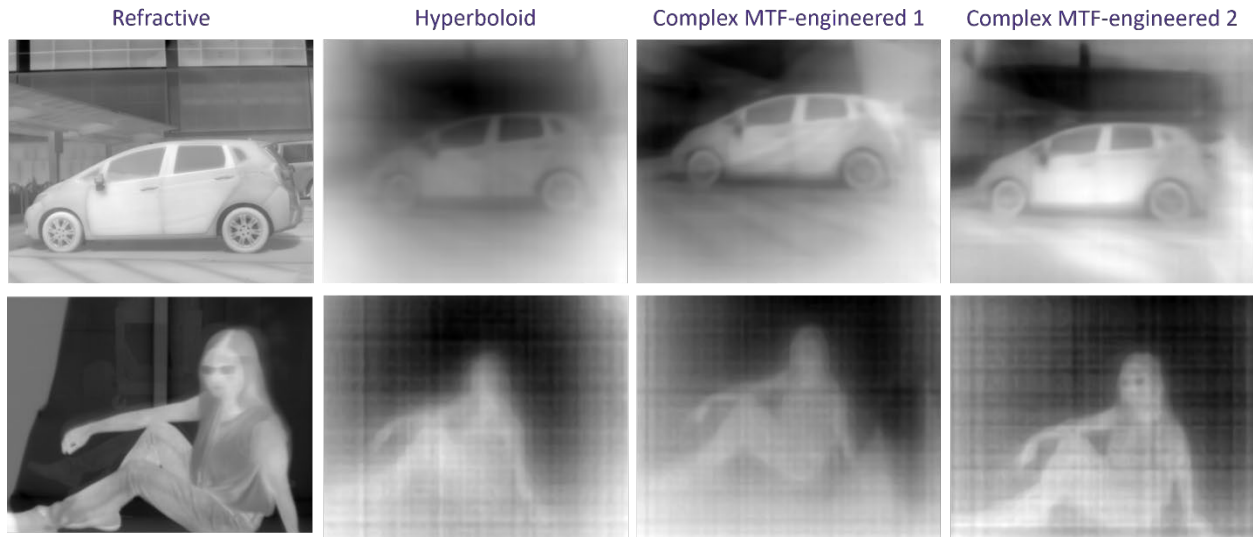 Refractive
Hyperboloid
Complex MTF-engineered 1
Complex MTF-engineered 2